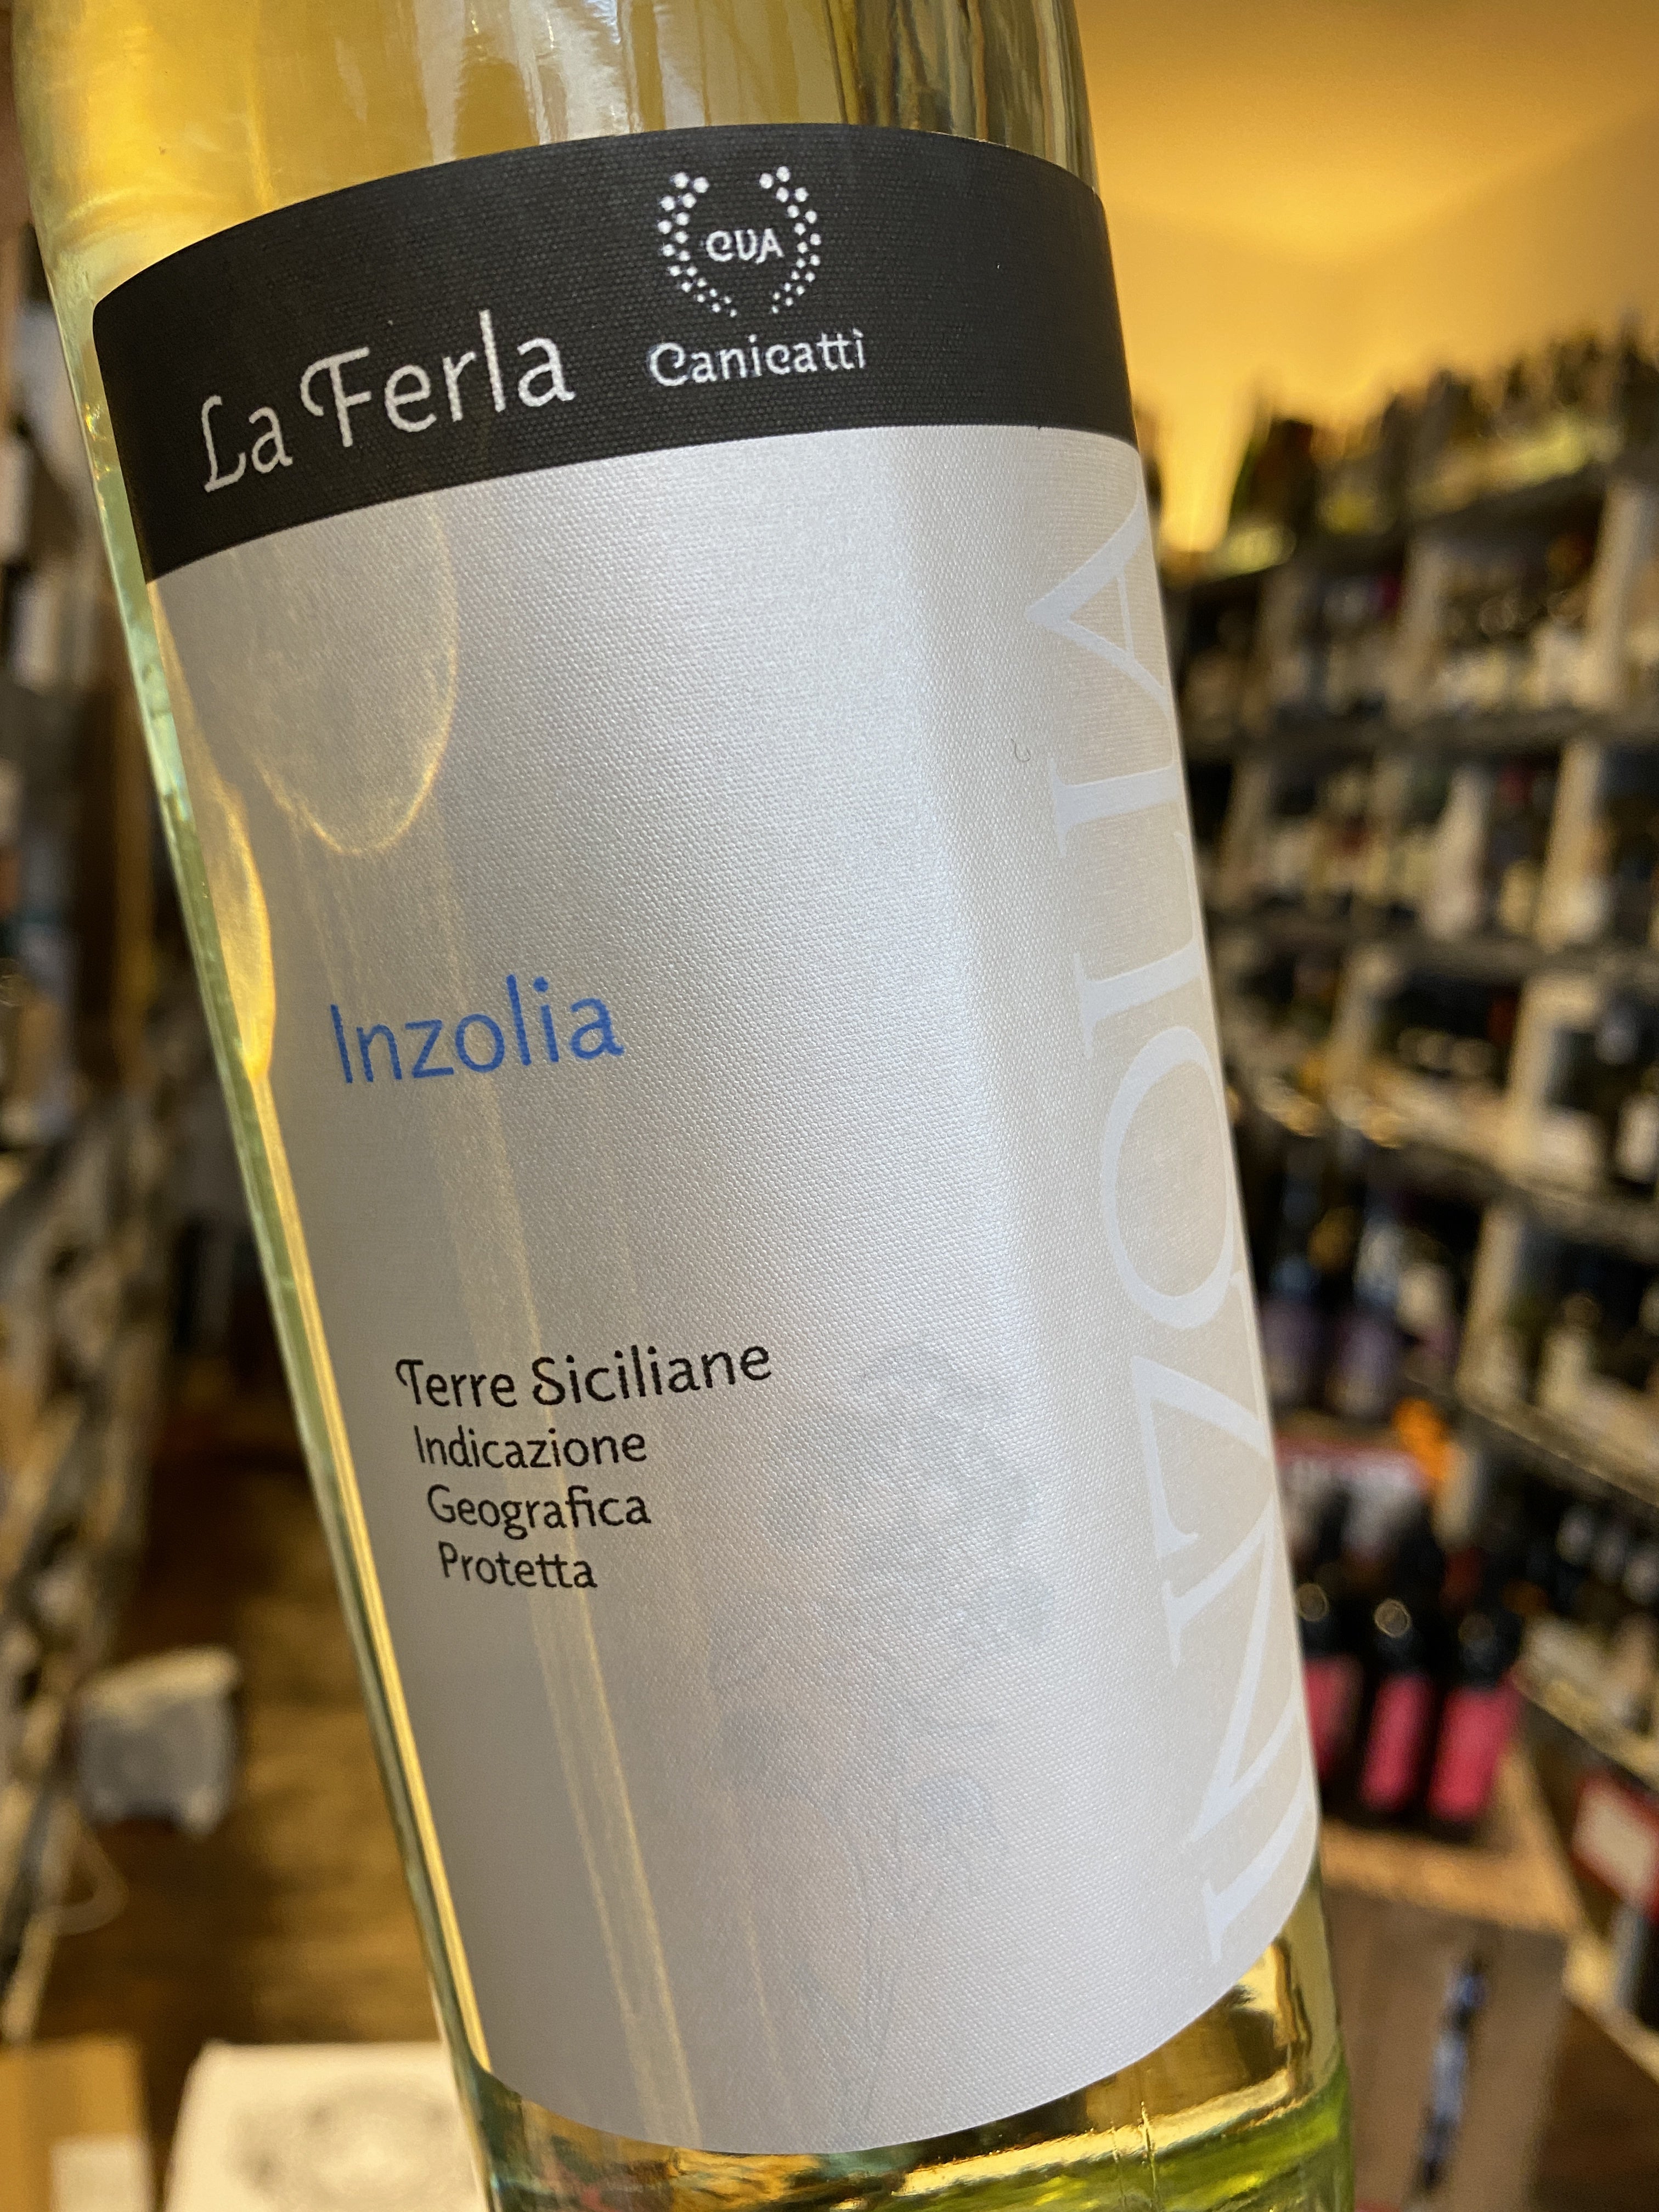 CVA
Canicattì
La Ferla
Inzolia
Terre Siciliane
Indicazione
Geografica
Protetta
INZOLIA